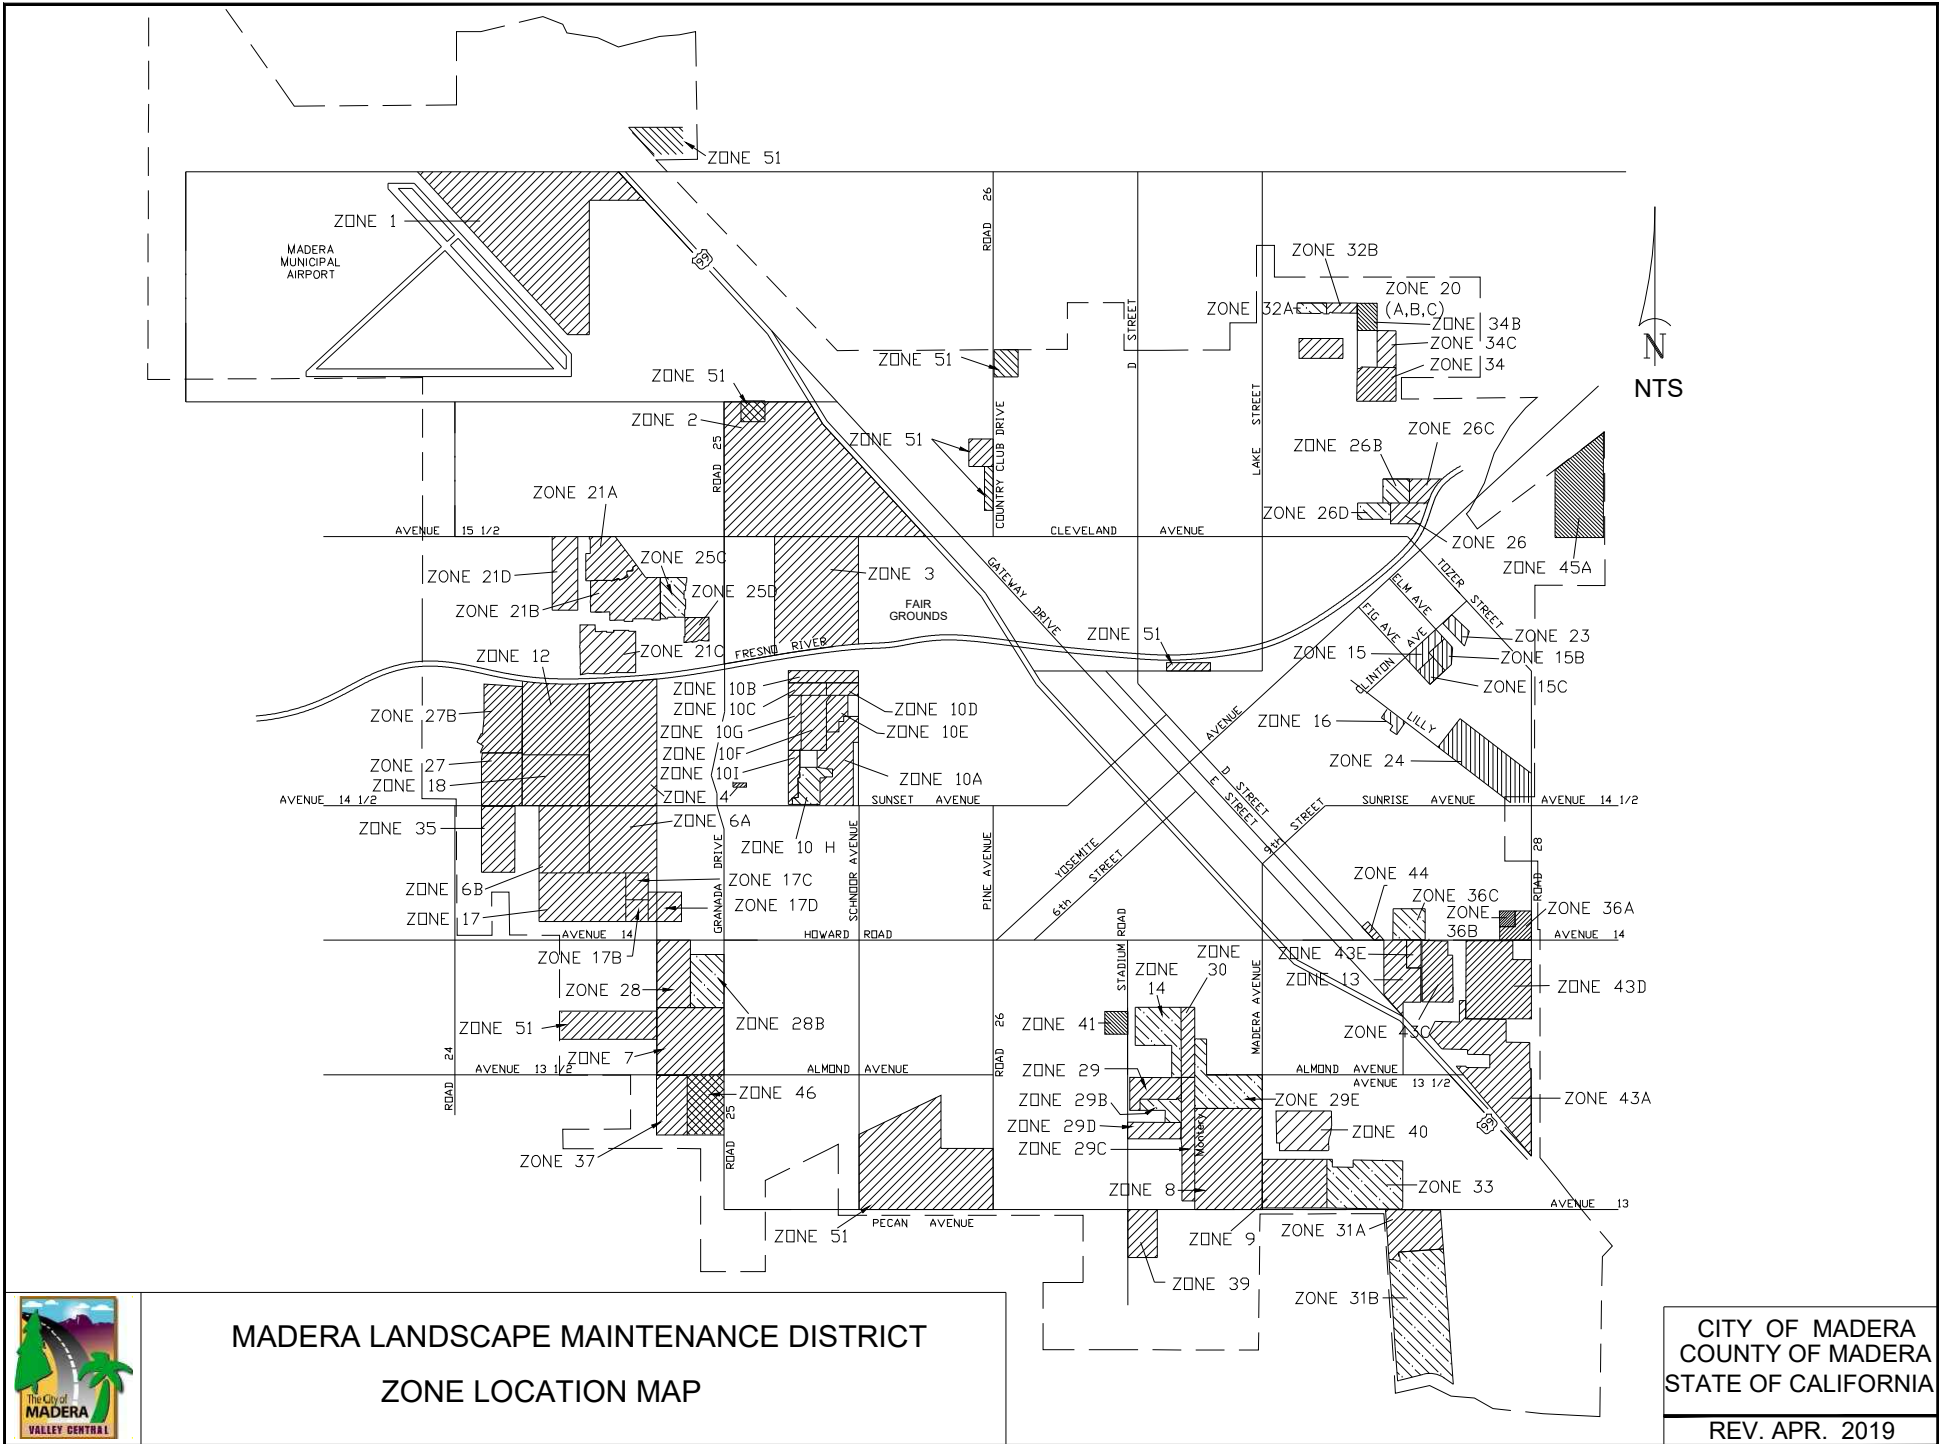 ZONE 51
ZONE 1
MADERA
MUNICIPAL
AIRPORT
99
ROAD 26
D STREET
LAKE STREET
ZONE 32B
ZONE 20
(A,B,C)
ZONE 32A
ZONE 34B
ZONE 34C
ZONE 34
N
NTS
ZONE 51
ZONE 51
ZONE 2
ROAD 25
ZONE 51
COUNTRY CLUB DRIVE
ZONE 26C
ZONE 26B
ZONE 26D
ZONE 26
ZONE 45A
ZONE 21A
AVENUE 15 1/2
CLEVELAND AVENUE
ZONE 25C
ZONE 21D
ZONE 25D
ZONE 21B
ZONE 3
FAIR
GROUNDS
GATEWAY DRIVE
TOZER STREET
ELM AVE
FIG AVE
CLINTON AVE
ZONE 51
ZONE 23
ZONE 15
ZONE 15B
ZONE 15C
FRESNO RIVER
ZONE 21C
ZONE 12
ZONE 10B
ZONE 10C
ZONE 10D
ZONE 27B
ZONE 10G
ZONE 10E
ZONE 10F
ZONE 27
ZONE 10I
ZONE 18
ZONE 10A
ZONE 4
AVENUE
ZONE 16
LILLY
ZONE 24
AVENUE 14 1/2
SUNSET AVENUE
SUNRISE AVENUE
AVENUE 14 1/2
D STREET
E STREET
9th STREET
ZONE 35
ZONE 6A
ZONE 10 H
YOSEMITE
6th STREET
GRANADA DRIVE
SCHNOOR AVENUE
PINE AVENUE
ROAD 28
ZONE 6B
ZONE 17C
ZONE 17
ZONE 17D
ZONE 44
ZONE 36C
ZONE
36B
ZONE 36A
AVENUE 14
HOWARD ROAD
AVENUE 14
ZONE 17B
STADIUM ROAD
ZONE
30
ZONE
14
MADERA AVENUE
ZONE 43E
ZONE 13
ZONE 43D
ZONE 28
ZONE 28B
ZONE 51
ZONE 41
ZONE 43C
ROAD 26
ZONE 7
ROAD 24
AVENUE 13 1/2
ALMOND AVENUE
ALMOND AVENUE
AVENUE 13 1/2
ZONE 29
ZONE 46
ZONE 29B
ZONE 29E
ZONE 43A
ZONE 29D
ZONE 40
99
ZONE 29C
Montery
ROAD 25
ZONE 37
ZONE 8
ZONE 33
AVENUE 13
PECAN AVENUE
ZONE 51
ZONE 9
ZONE 31A
ZONE 39
ZONE 31B
The City of
MADERA
VALLEY CENTRAL
MADERA LANDSCAPE MAINTENANCE DISTRICT
ZONE LOCATION MAP
CITY OF MADERA
COUNTY OF MADERA
STATE OF CALIFORNIA
REV. APR. 2019